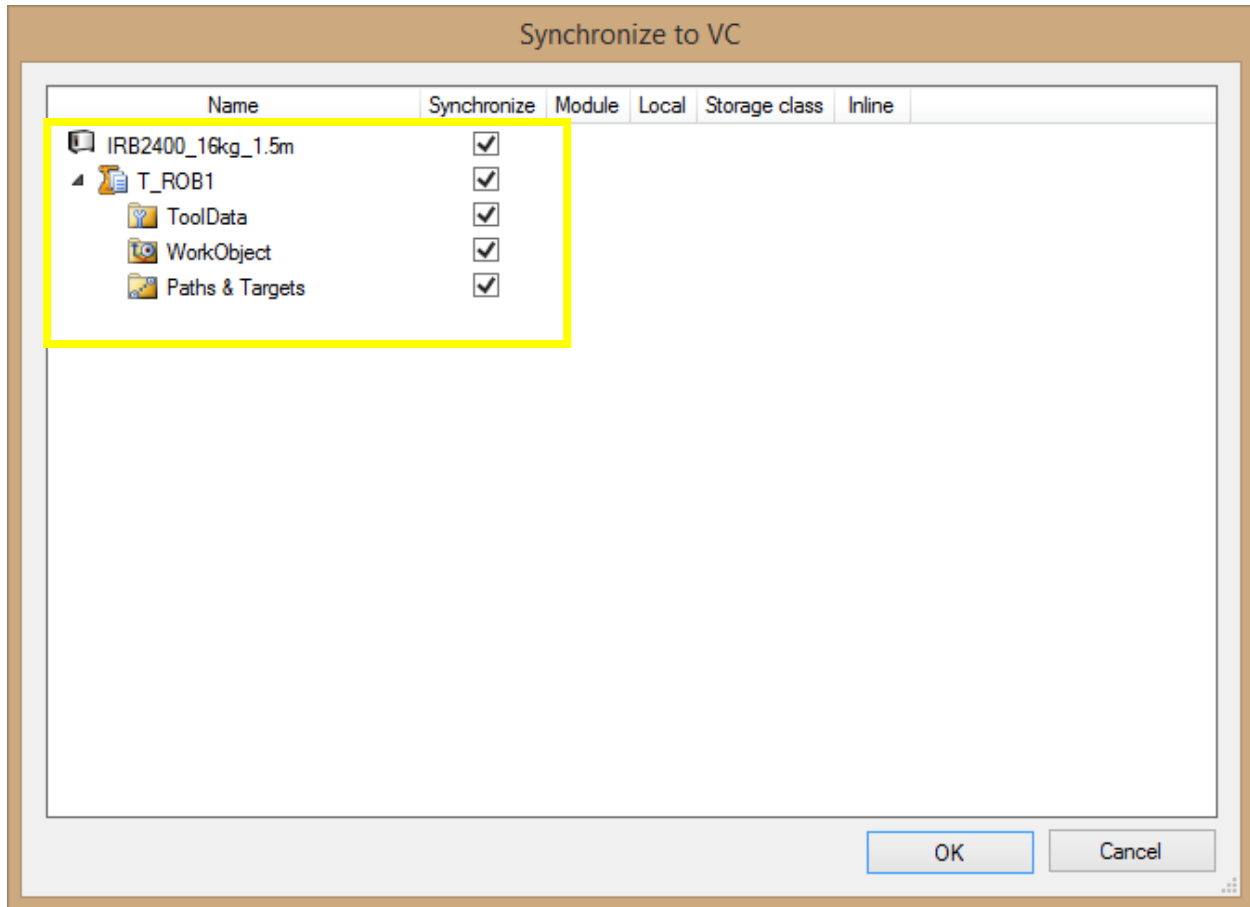 Synchronize to VC
Name Synchronize Module Local Storage class Inline
IRB2400_16kg_1.5m
T_ROB1
ToolData
WorkObject
Paths & Targets
OK Cancel